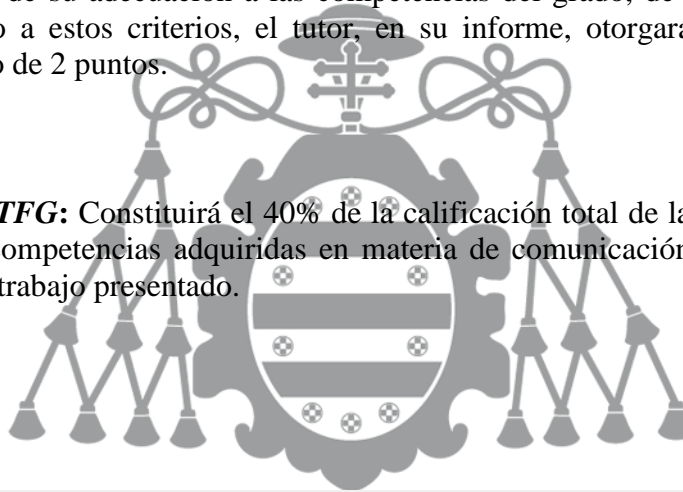 de su adecuación a las competencias del grado, de
o a estos criterios, el tutor, en su informe, otorgará
o de 2 puntos.
TFG: Constituirá el 40% de la calificación total de la
competencias adquiridas en materia de comunicación
trabajo presentado.